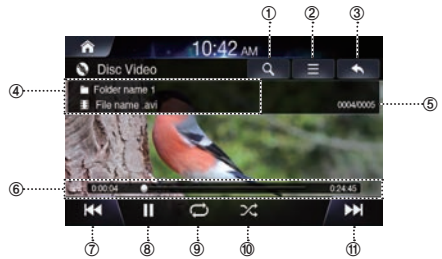 ① ② ③
10:42 AM
Disc Video
④ Folder name 1
File name .avi
0004/0005 ⑤
⑥ 0:00:04 0:24:45
⑦ ⑧ ⑨ ⑩ ⑪